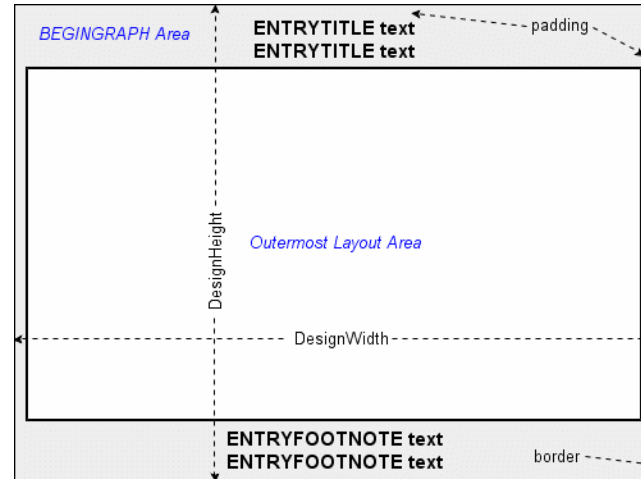 BEGINGRAPH Area
ENTRYTITLE text
ENTRYTITLE text
padding
DesignHeight
Outermost Layout Area
DesignWidth
ENTRYFOOTNOTE text
ENTRYFOOTNOTE text
border